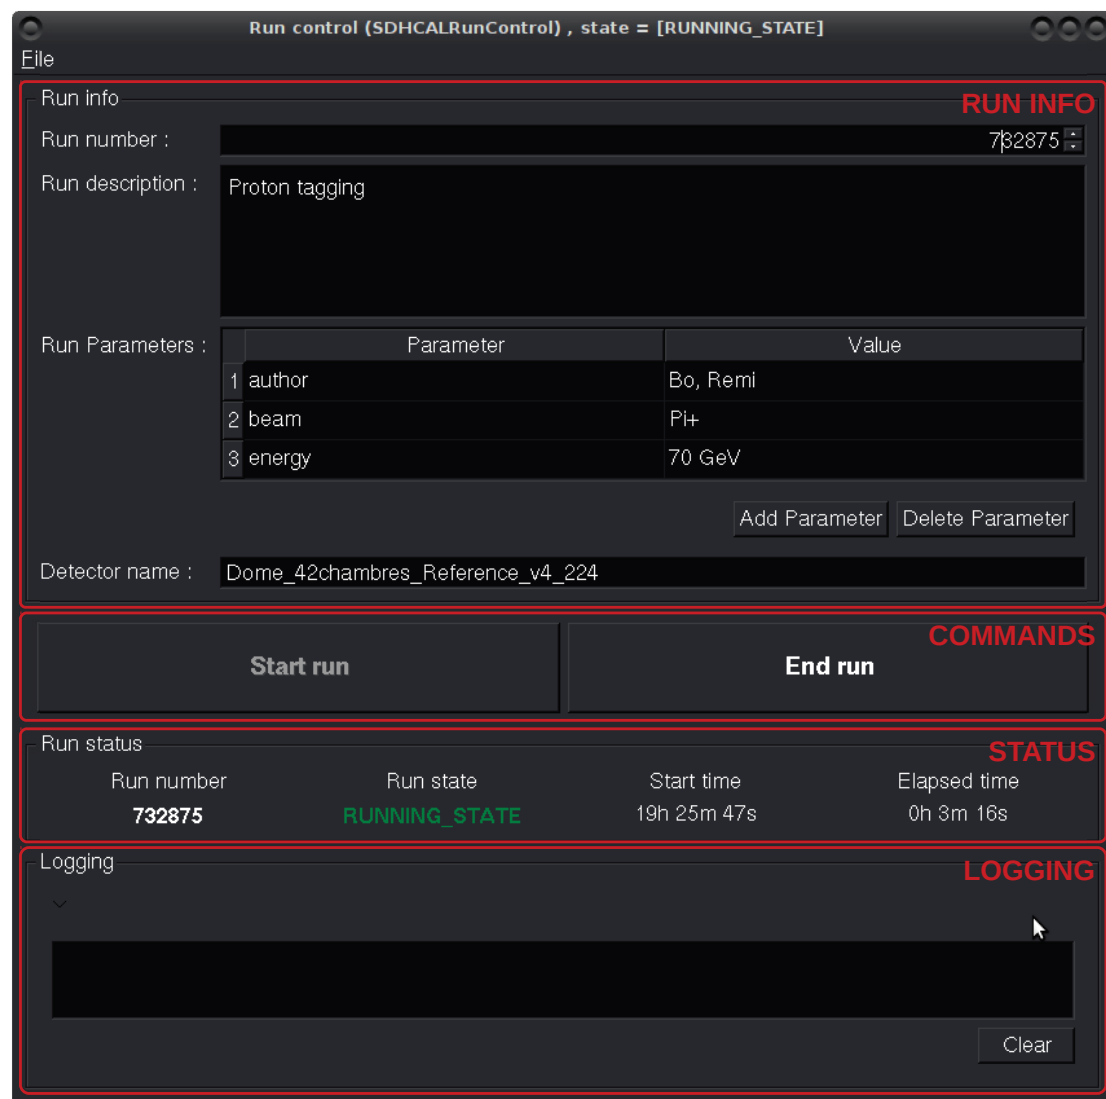 Run control (SDHCALRunControl) , state = [RUNNING_STATE]
File
Run info
RUN INFO
Run number : 732875
Run description : Proton tagging
Run Parameters : Parameter Value
1 author Bo, Remi
2 beam Pi+
3 energy 70 GeV
Add Parameter Delete Parameter
Detector name : Dome_42chambres_Reference_v4_224
COMMANDS
Start run End run
Run status
STATUS
Run number Run state Start time Elapsed time
732875 RUNNING_STATE 19h 25m 47s 0h 3m 16s
Logging
LOGGING
Clear